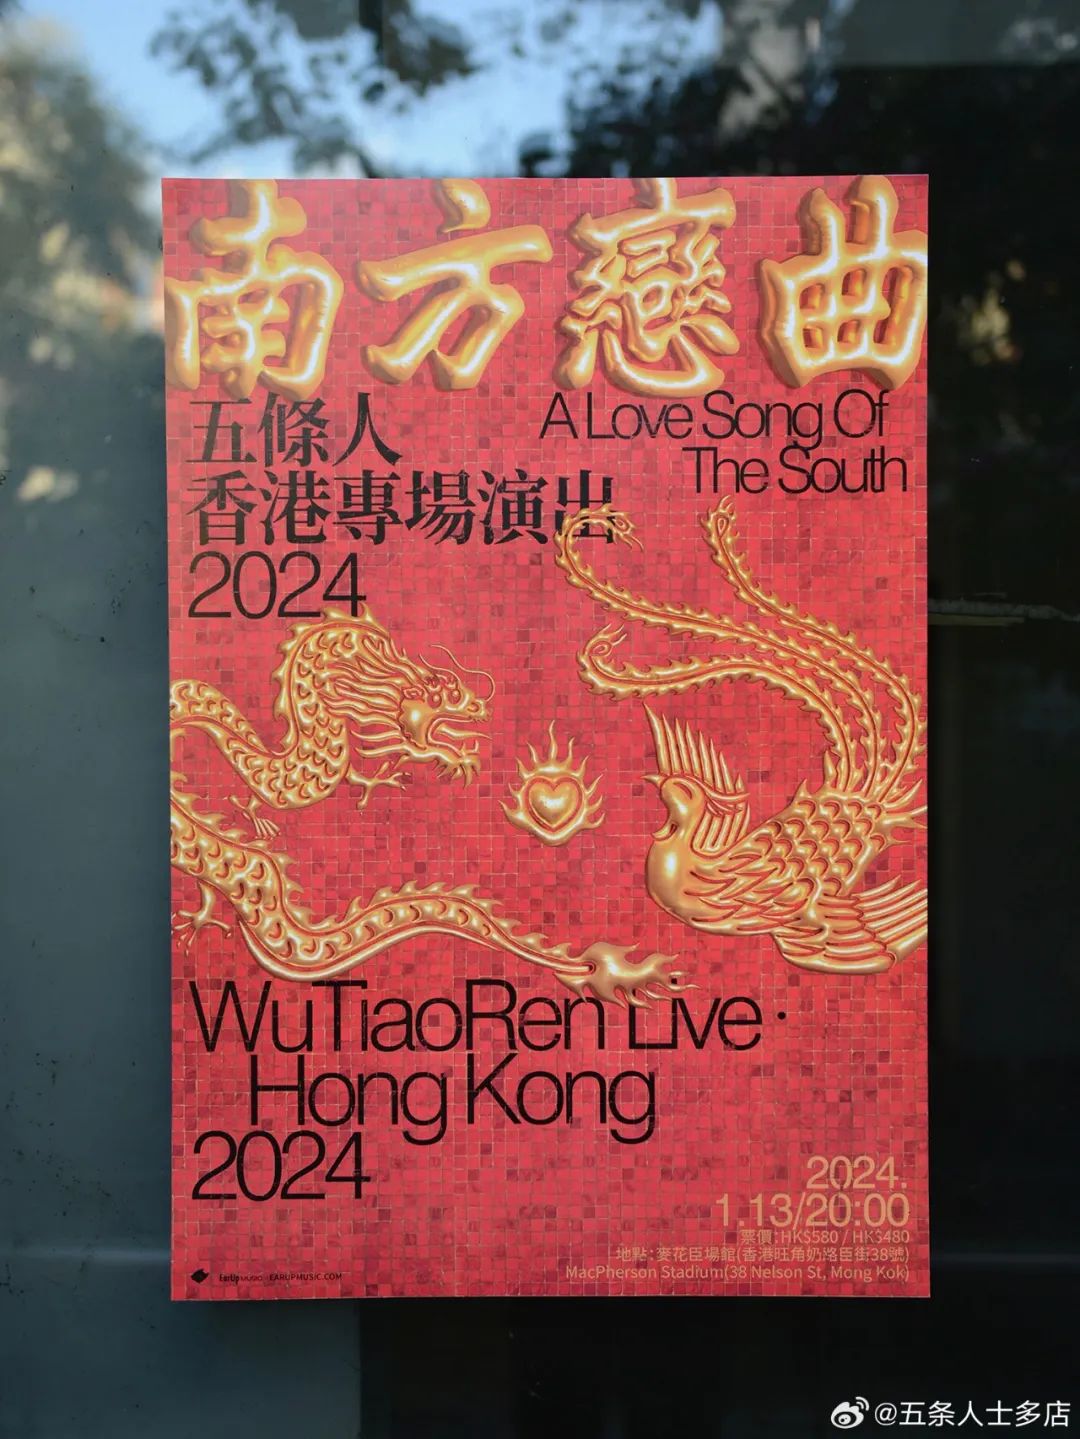 南方戀曲
五條人
香港專場演出
2024
A Love Song Of
The South
WuTiaoRen Live ·
Hong Kong
2024
2024.
1.13/20:00
票價:HK$580 / HK$480
地點:麥花臣場館(香港旺角奶路臣街38號)
MacPherson Stadium(38 Nelson St, Mong Kok)
EarUp MUSIC EARUPMUSIC.COM
@五条人士多店